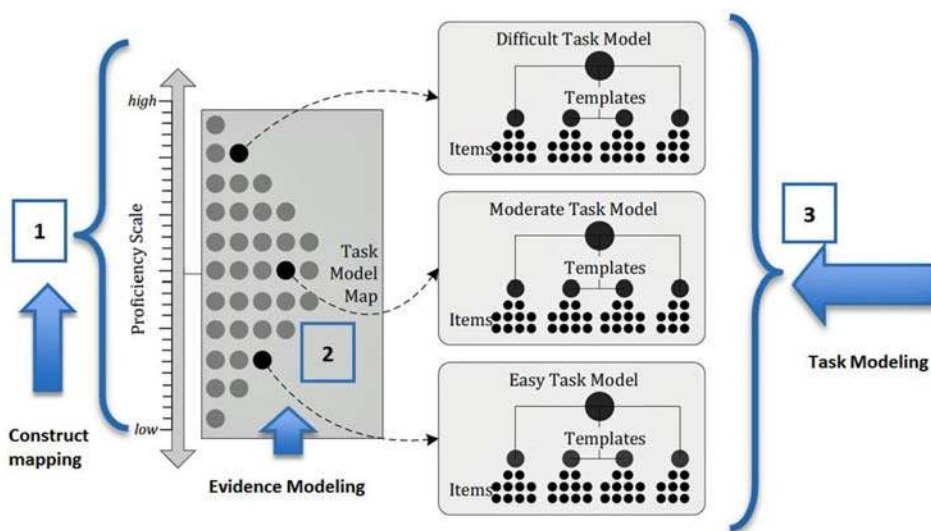 1
Construct
mapping
high
Proficiency Scale
low
Task
Model
Map
2
Evidence Modeling
Difficult Task Model
Templates
Items
Moderate Task Model
Templates
Items
Easy Task Model
Templates
Items
3
Task Modeling